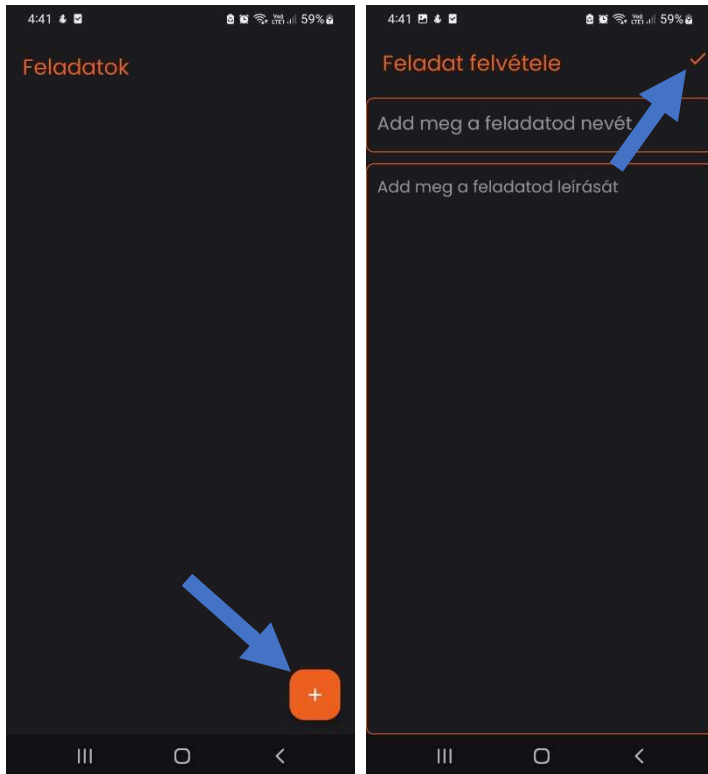 4:41
59%
Feladatok
+
4:41
59%
Feladat felvétele
Add meg a feladatod nevét
Add meg a feladatod leírását